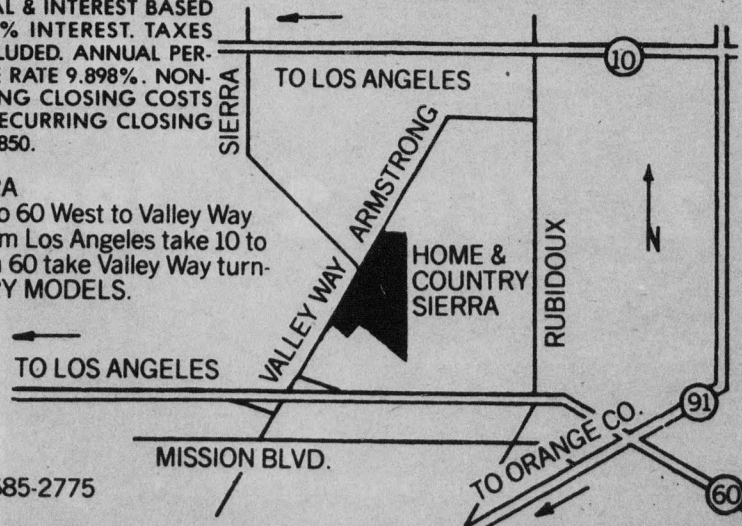 AL & INTEREST BASED
% INTEREST. TAXES
LUDED. ANNUAL PER-
E RATE 9.898%. NON-
NG CLOSING COSTS
ECURRING CLOSING
850.
RA
o 60 West to Valley Way
m Los Angeles take 10 to
60 take Valley Way turn-
Y MODELS.
TO LOS ANGELES
10
SIERRA
ARMSTRONG
VALLEY WAY
HOME &
COUNTRY
SIERRA
RUBIDOUX
N
TO LOS ANGELES
MISSION BLVD.
TO ORANGE CO.
91
60
685-2775